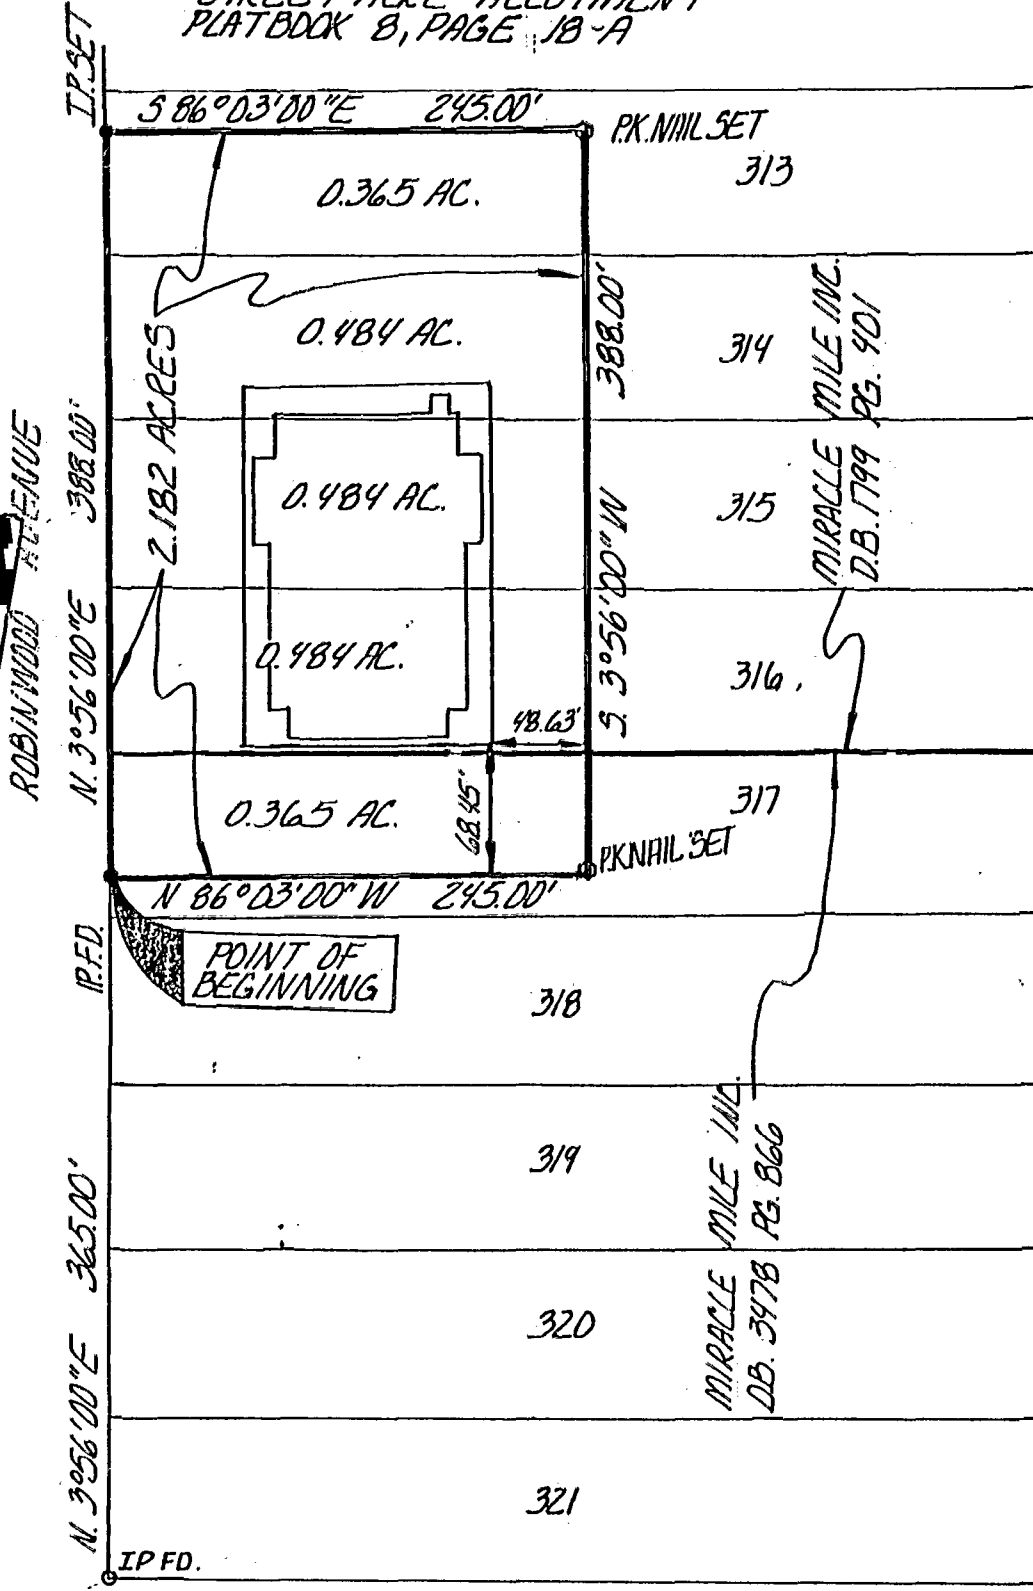 PLATBOOK 8, PAGE 18-A
I.P. SET
S 86°03'00"E 245.00'
P.K. NAIL SET
313
0.365 AC.
0.484 AC.
314
388.00'
MIRACLE MILE INC.
D.B. 1799 PG. 401
2.182 ACRES
0.484 AC.
315
ROBINWOOD AVENUE
N. 3°56'00"E 388.00'
S. 3°56'00"W
0.484 AC.
316
48.63'
0.365 AC.
68.45'
317
P.K NAIL SET
N 86°03'00"W 245.00'
I.P. FD.
POINT OF
BEGINNING
318
319
MIRACLE MILE INC.
D.B. 3478 PG. 866
N. 3°56'00"E 365.00'
320
321
IP FD.